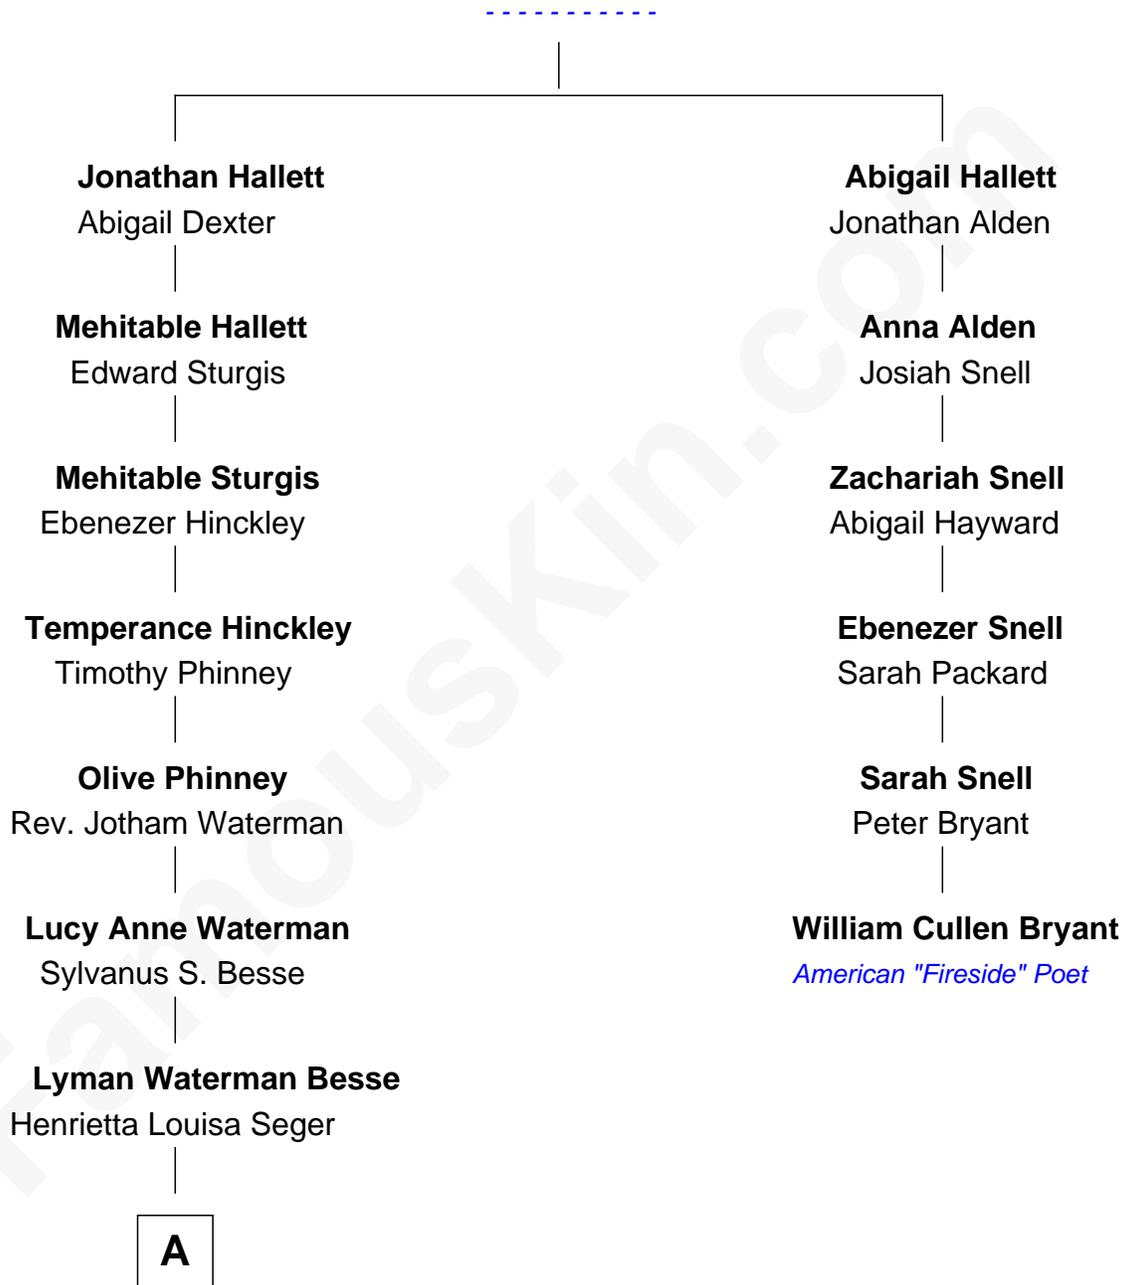 - - - - - - - - - - -
Jonathan Hallett
Abigail Dexter
Mehitable Hallett
Edward Sturgis
Mehitable Sturgis
Ebenezer Hinckley
Temperance Hinckley
Timothy Phinney
Olive Phinney
Rev. Jotham Waterman
Lucy Anne Waterman
Sylvanus S. Besse
Lyman Waterman Besse
Henrietta Louisa Seger
A
Abigail Hallett
Jonathan Alden
Anna Alden
Josiah Snell
Zachariah Snell
Abigail Hayward
Ebenezer Snell
Sarah Packard
Sarah Snell
Peter Bryant
William Cullen Bryant
American "Fireside" Poet
FamousKin.com